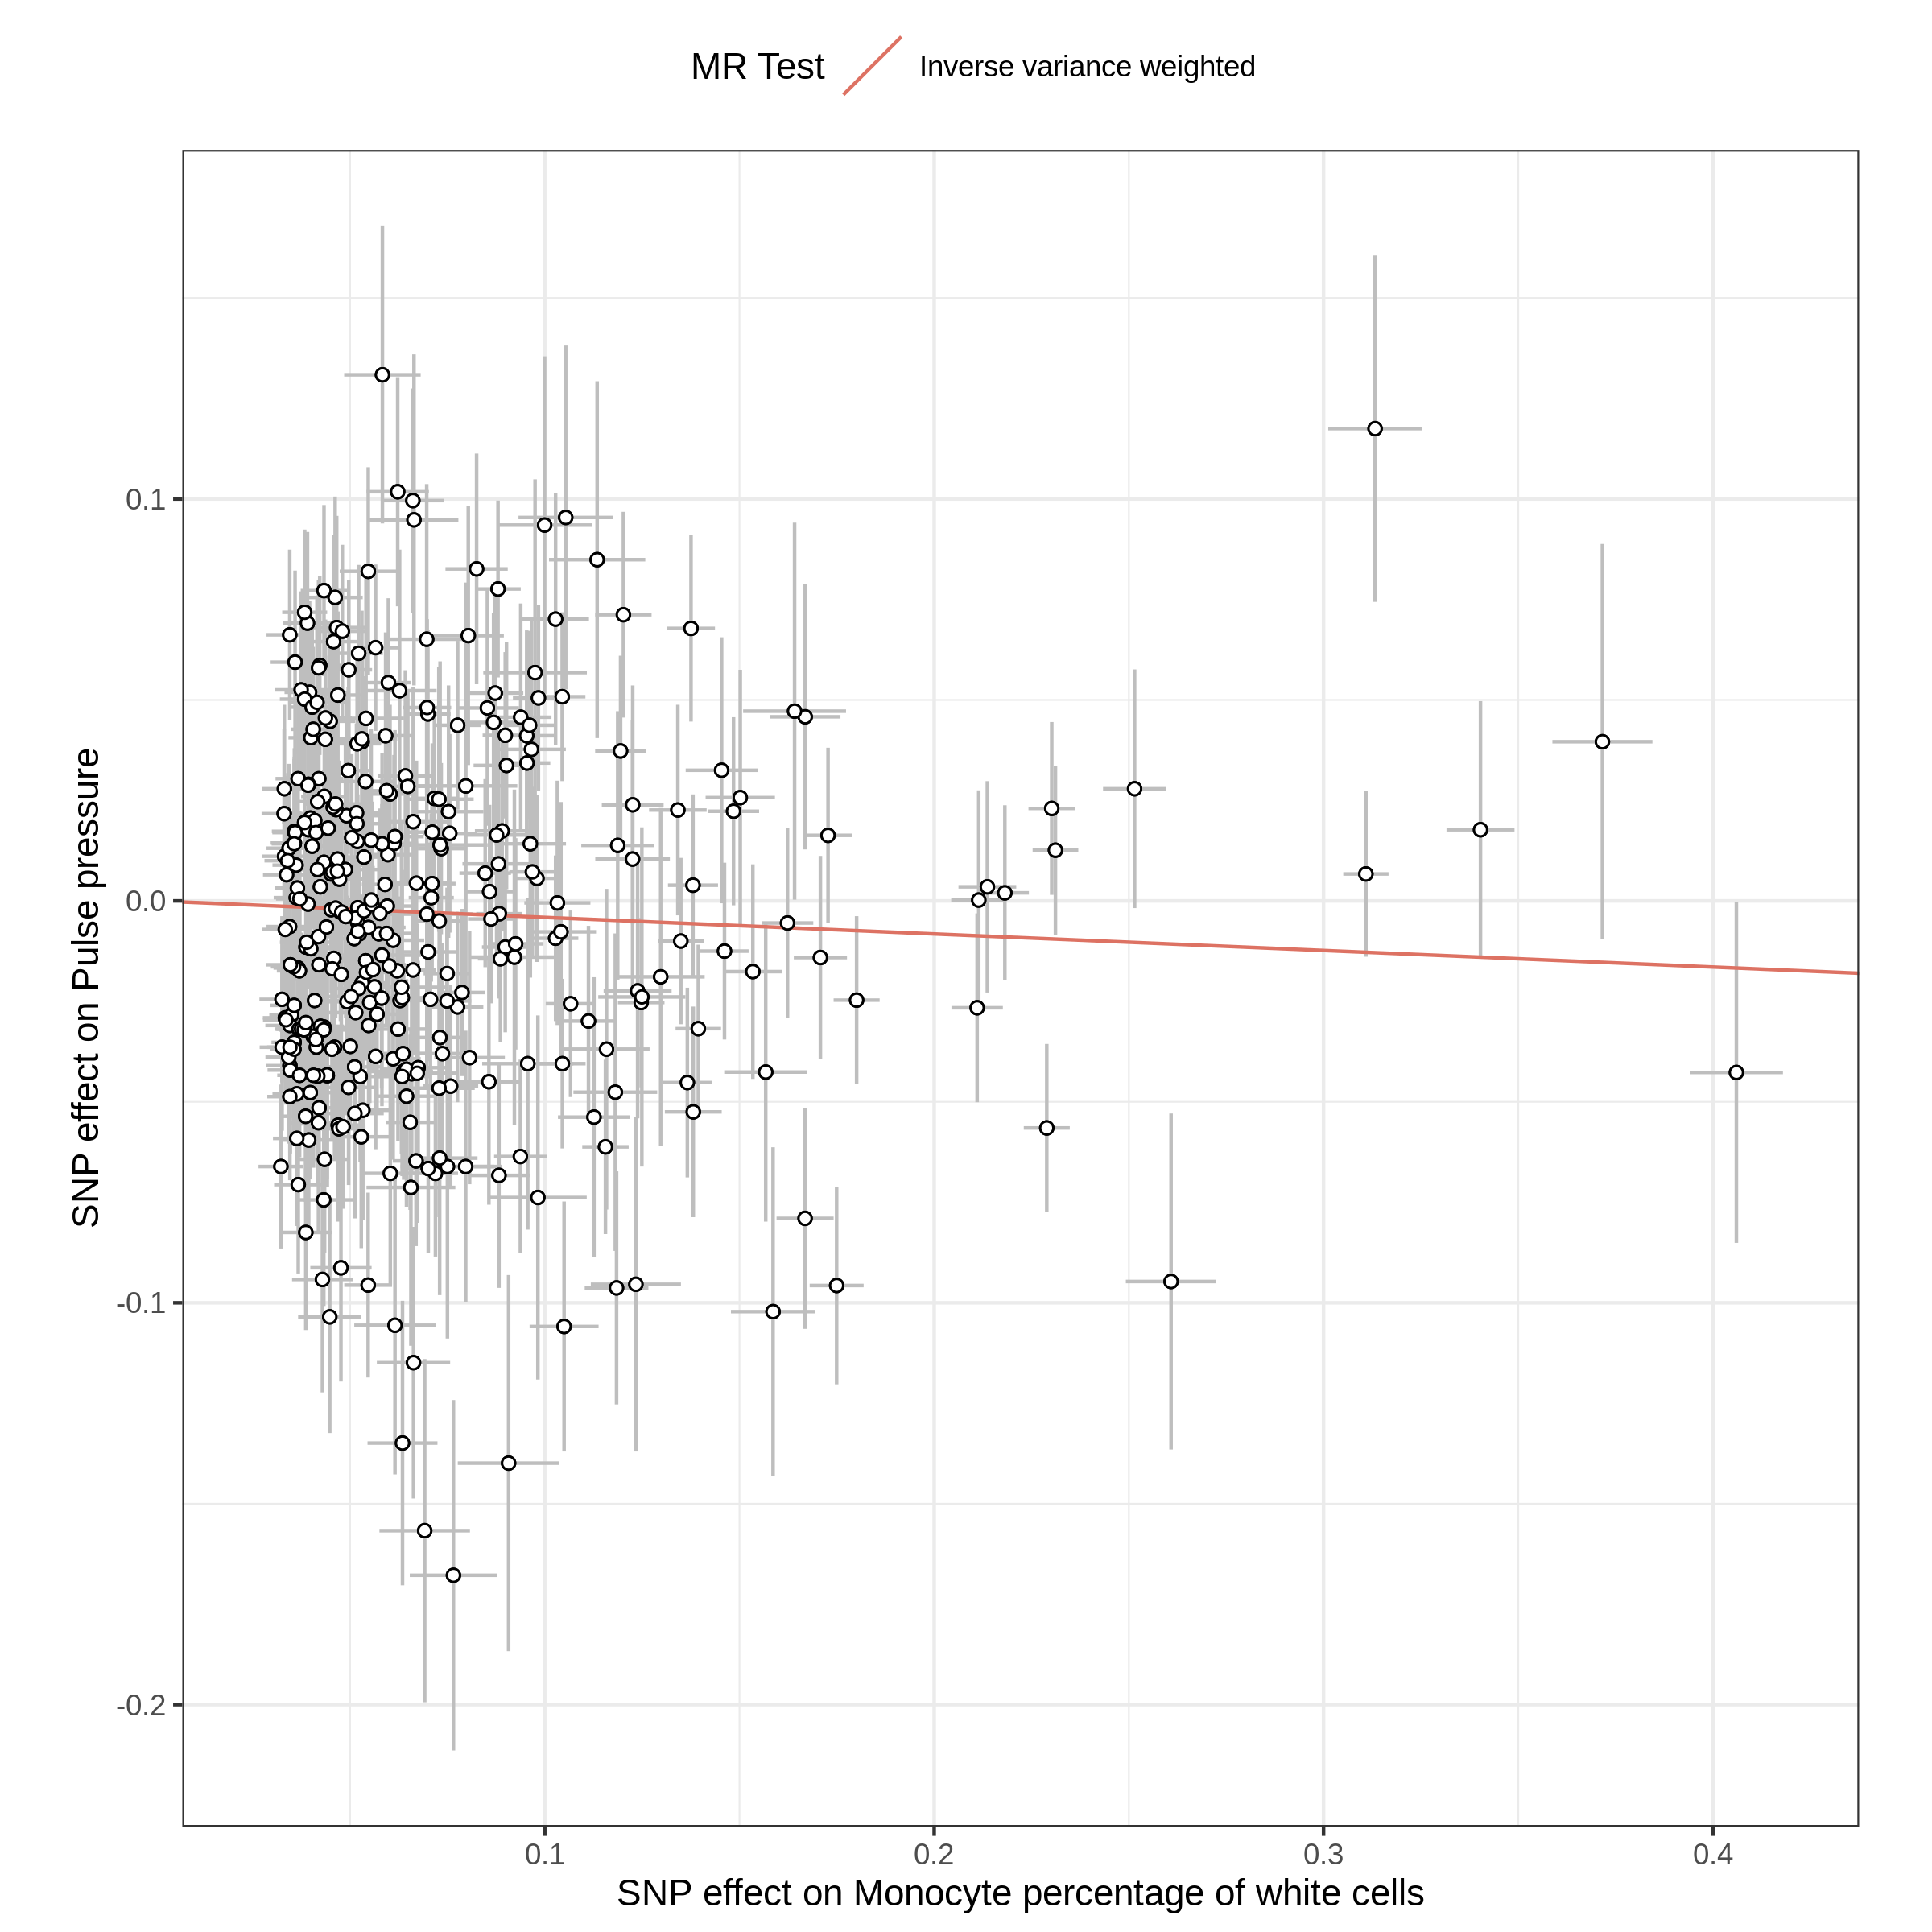 MR Test Inverse variance weighted
SNP effect on Pulse pressure
0.1
0.0
-0.1
-0.2
0.1 0.2 0.3 0.4
SNP effect on Monocyte percentage of white cells